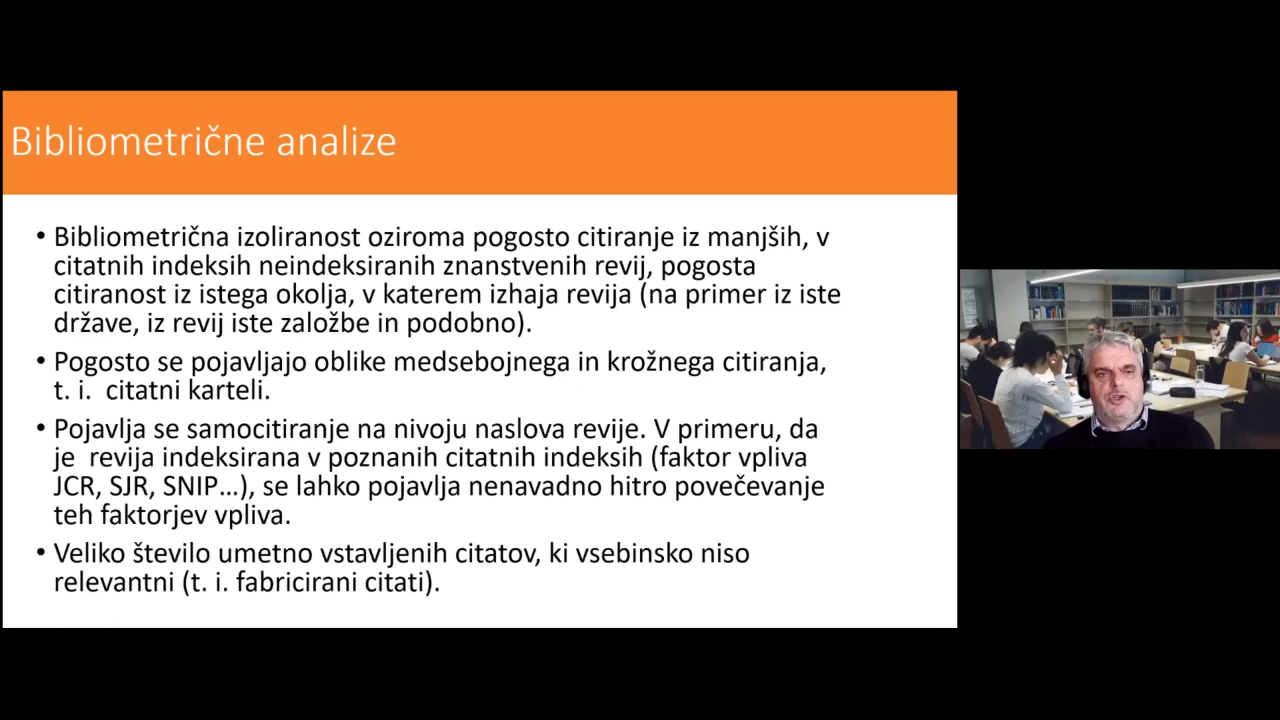 Bibliometrične analize
• Bibliometrična izoliranost oziroma pogosto citiranje iz manjših, v
citatnih indeksih neindeksiranih znanstvenih revij, pogosta
citiranost iz istega okolja, v katerem izhaja revija (na primer iz iste
države, iz revij iste založbe in podobno).
• Pogosto se pojavljajo oblike medsebojnega in krožnega citiranja,
t. i.  citatni karteli.
• Pojavlja se samocitiranje na nivoju naslova revije. V primeru, da
je  revija indeksirana v poznanih citatnih indeksih (faktor vpliva
JCR, SJR, SNIP…), se lahko pojavlja nenavadno hitro povečevanje
teh faktorjev vpliva.
• Veliko število umetno vstavljenih citatov, ki vsebinsko niso
relevantni (t. i. fabricirani citati).